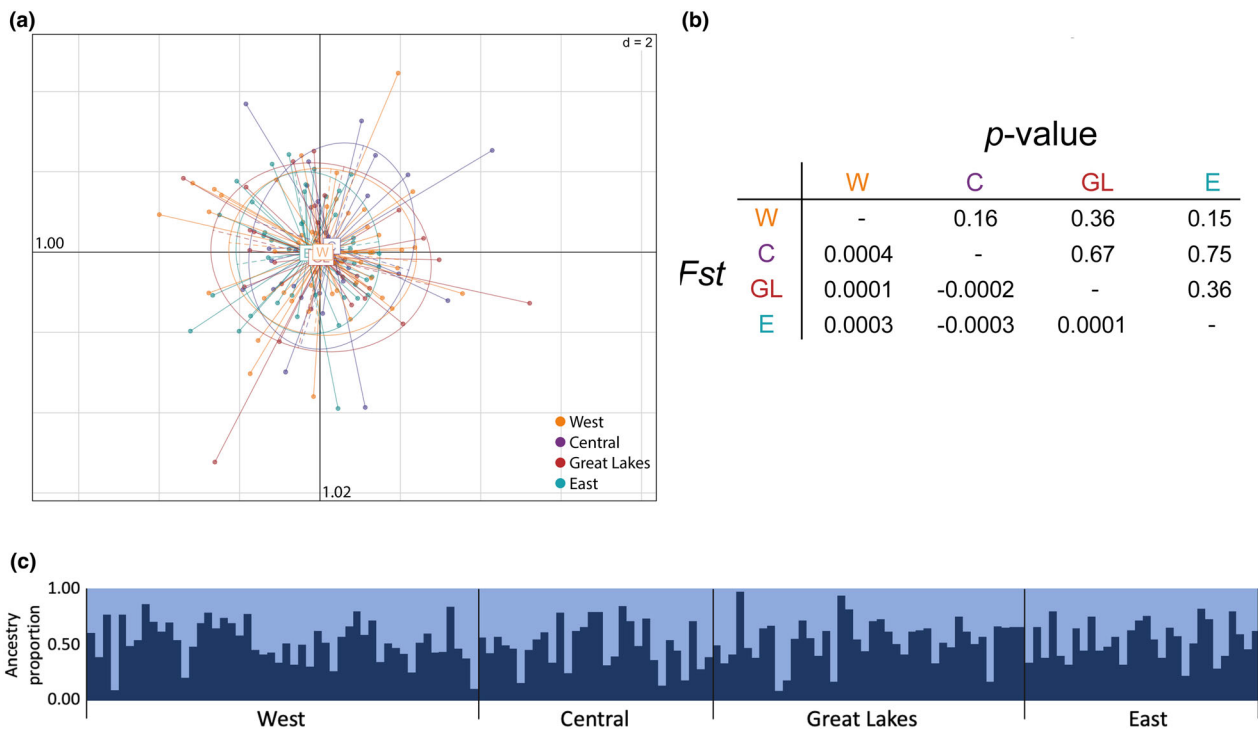 (a)
d = 2
1.00
E
W
1.02
West
Central
Great Lakes
East
(b)
p-value
W C GL E
W - 0.16 0.36 0.15
C 0.0004 - 0.67 0.75
Fst
GL 0.0001 -0.0002 - 0.36
E 0.0003 -0.0003 0.0001 -
(c)
Ancestry
proportion
1.00
0.50
0.00
West Central Great Lakes East